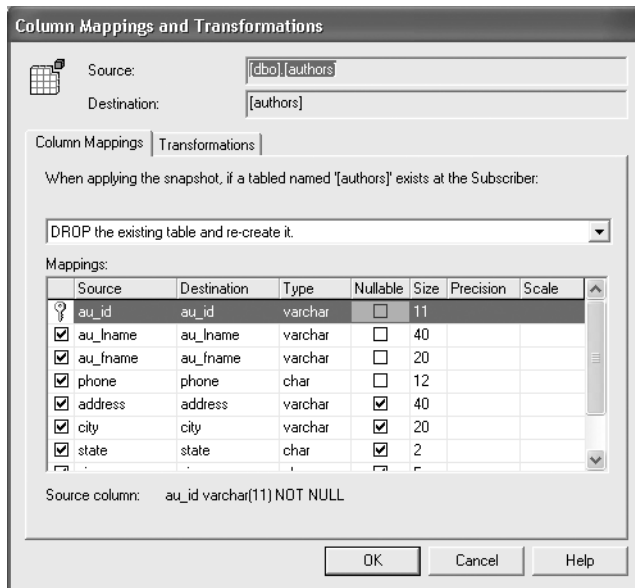 Column Mappings and Transformations
Source: [dbo].[authors]
Destination: [authors]
Column Mappings Transformations
When applying the snapshot, if a tabled named '[authors]' exists at the Subscriber:
DROP the existing table and re-create it.
Mappings:
Source Destination Type Nullable Size Precision Scale
au_id au_id varchar 11
au_lname au_lname varchar 40
au_fname au_fname varchar 20
phone phone char 12
address address varchar 40
city city varchar 20
state state char 2
Source column: au_id varchar(11) NOT NULL
OK Cancel Help